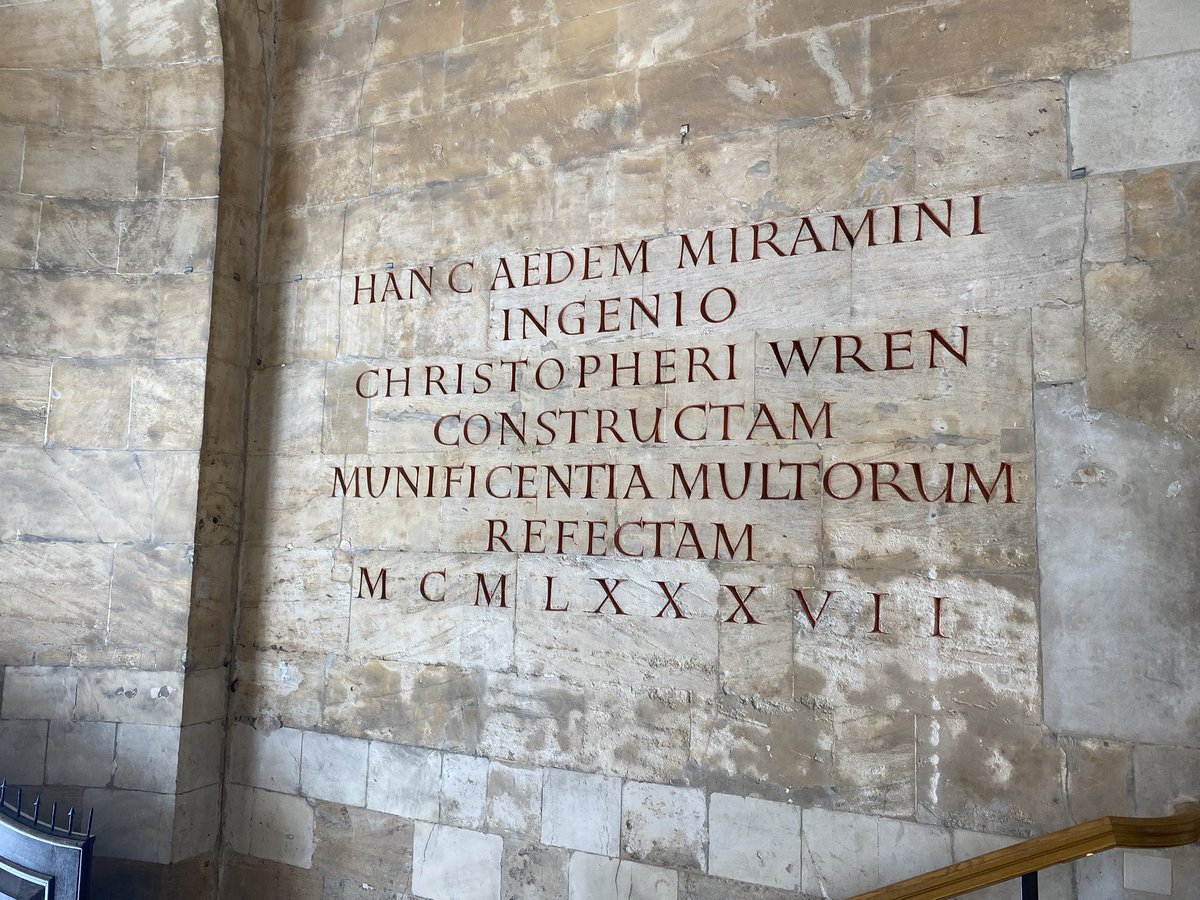 HANC AEDEM MIRAMINI
INGENIO
CHRISTOPHERI WREN
CONSTRUCTAM
MUNIFICENTIA MULTORUM
REFECTAM
MCMLXXXVII